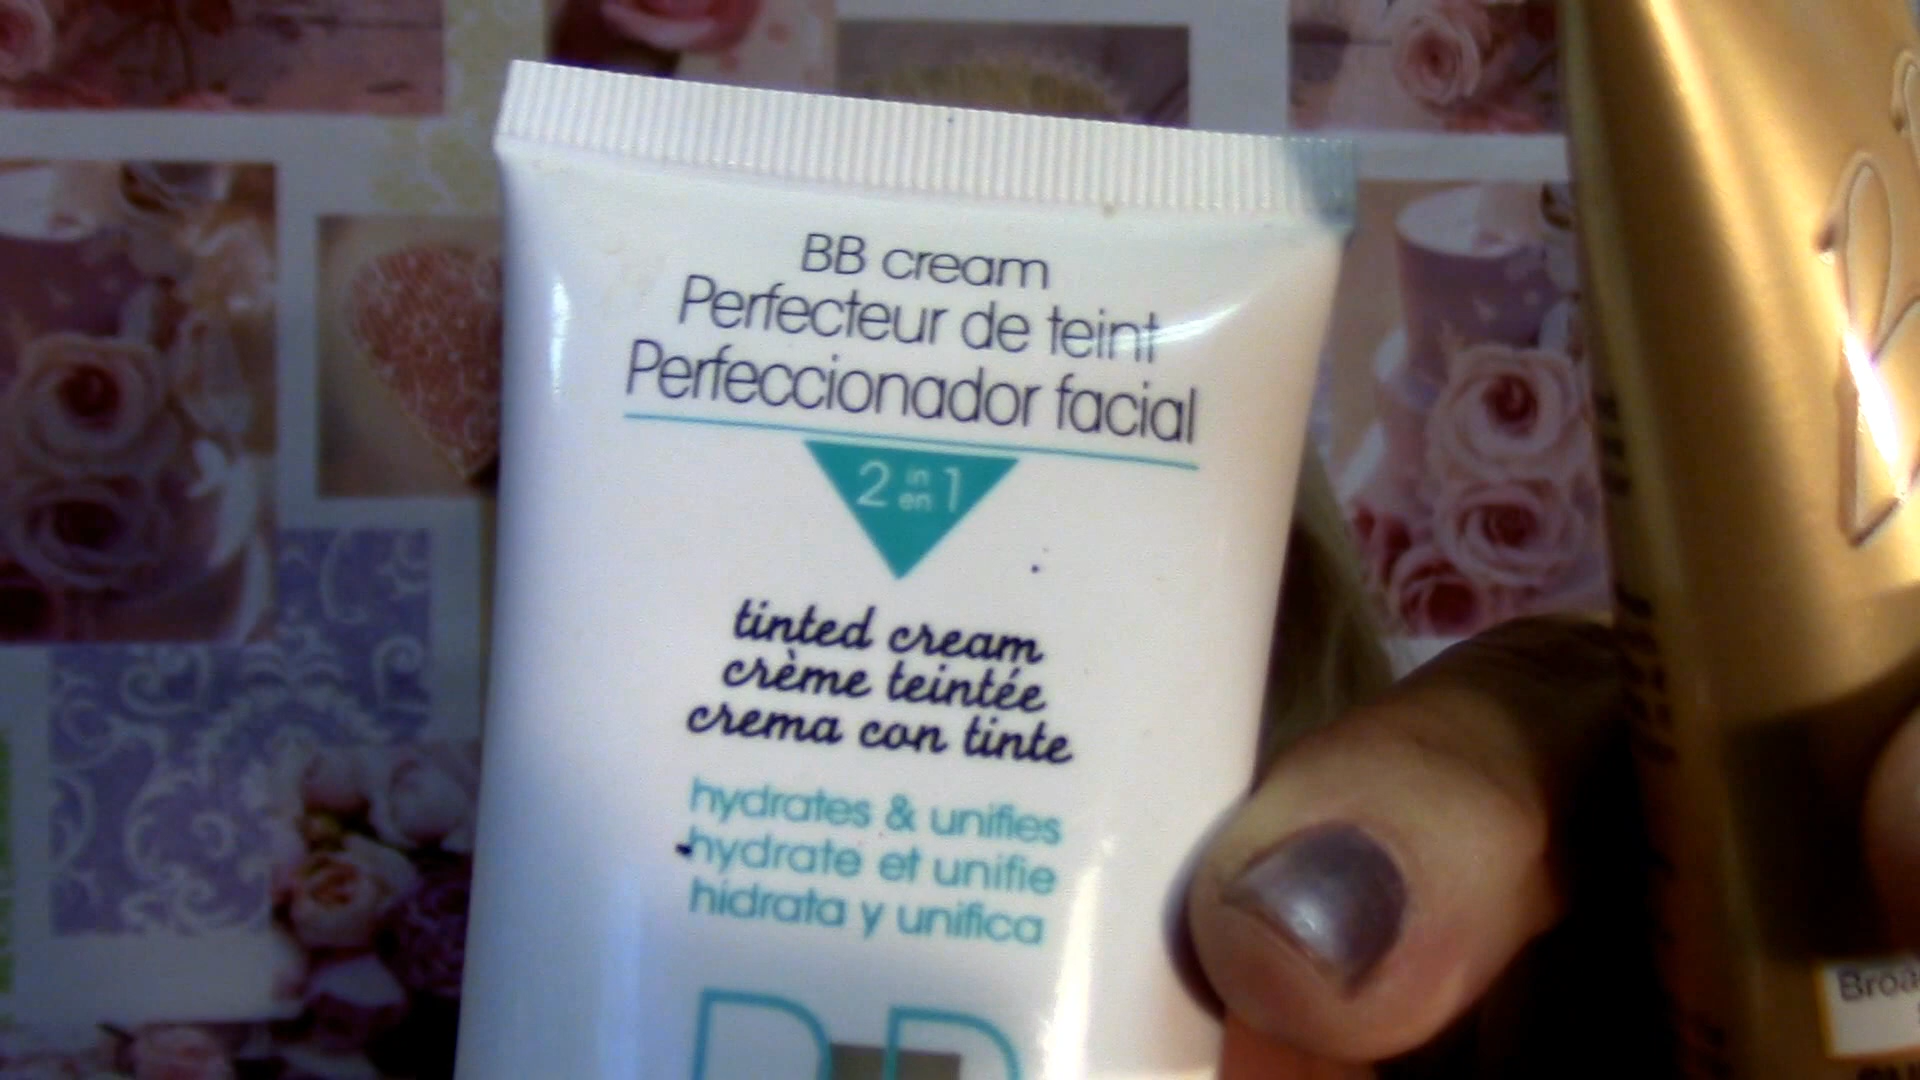 BB cream
Perfecteur de teint
Perfeccionador facial
2 in en 1
tinted cream
crème teintée
crema con tinte
hydrates & unifies
hydrate et unifie
hidrata y unifica
BB